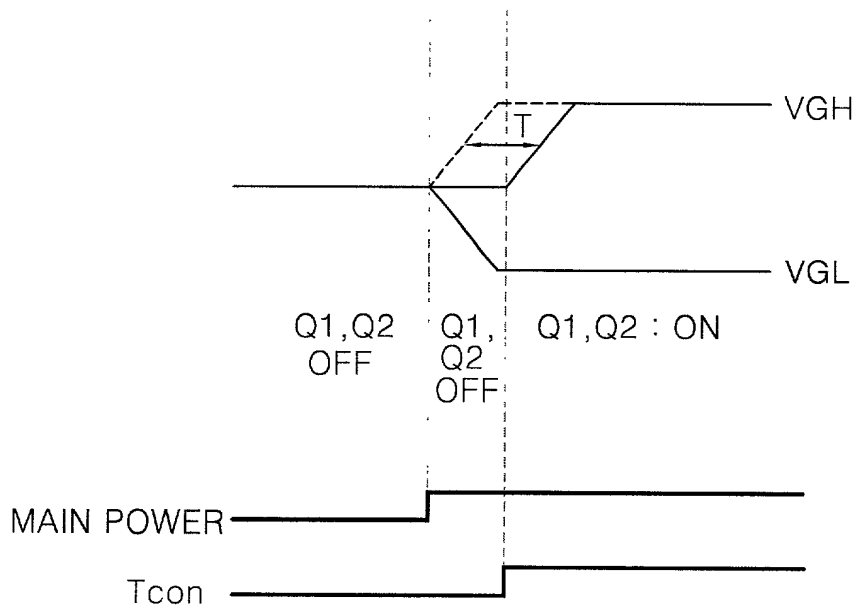 VGH
T
VGL
Q1,Q2
OFF
Q1,
Q2
OFF
Q1,Q2 : ON
MAIN POWER
Tcon